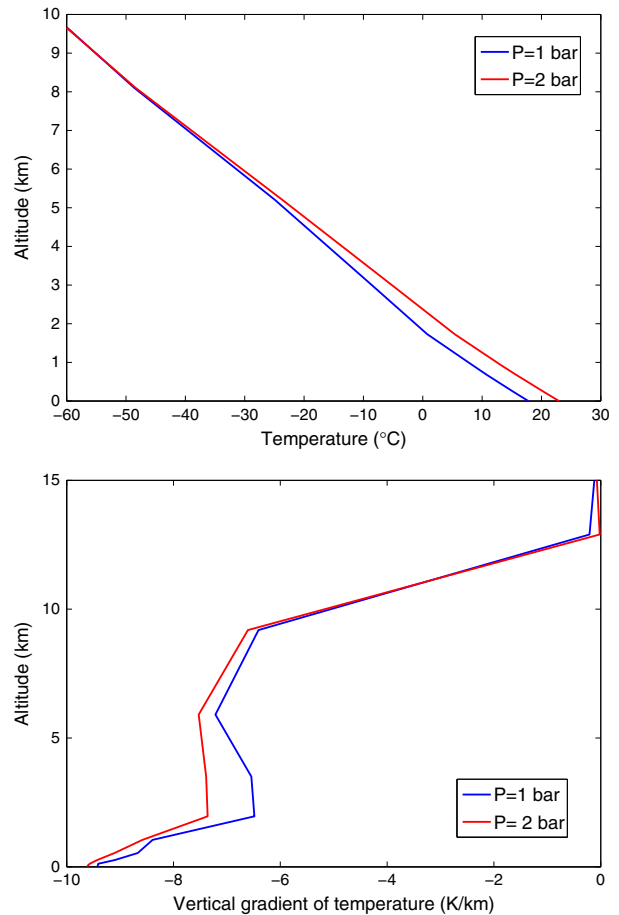 10
9
8
7
6
5
4
3
2
1
0
Altitude (km)
P=1 bar
P=2 bar
−60 −50 −40 −30 −20 −10 0 10 20 30
Temperature (°C)
15
10
5
0
Altitude (km)
P=1 bar
P= 2 bar
−10 −8 −6 −4 −2 0
Vertical gradient of temperature (K/km)